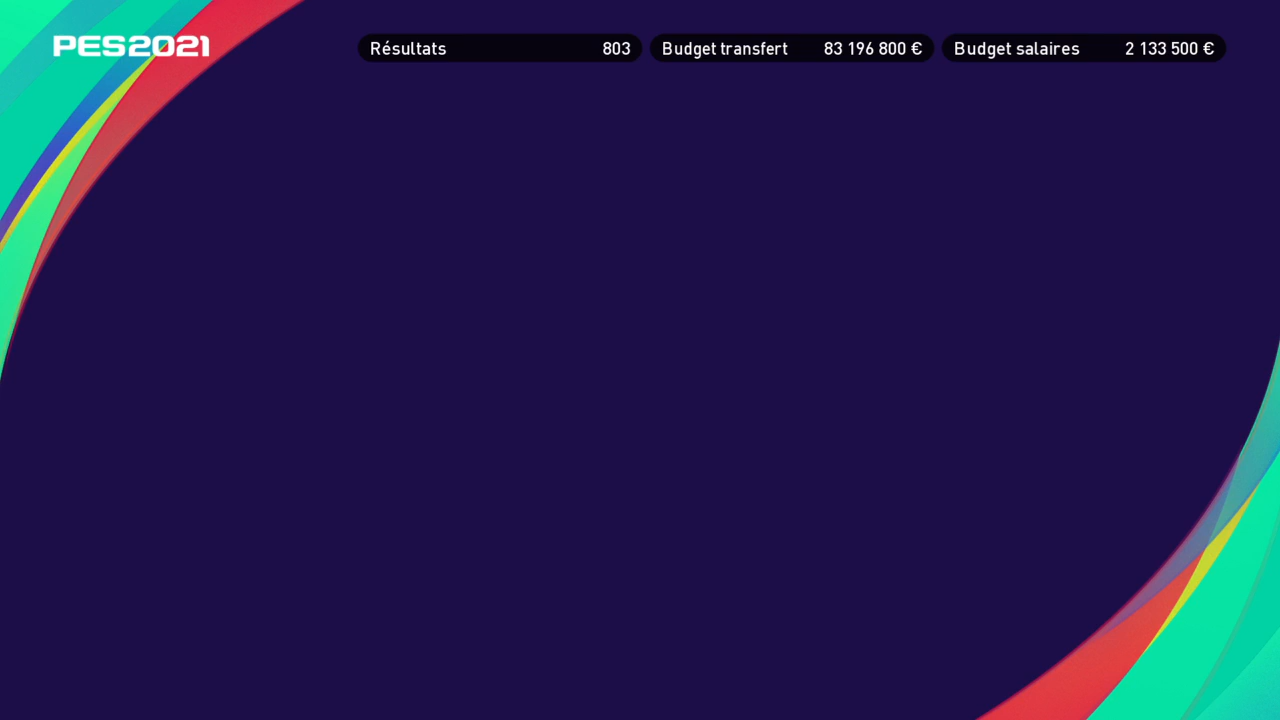 PES2021
Résultats 803 Budget transfert 83 196 800 € Budget salaires 2 133 500 €